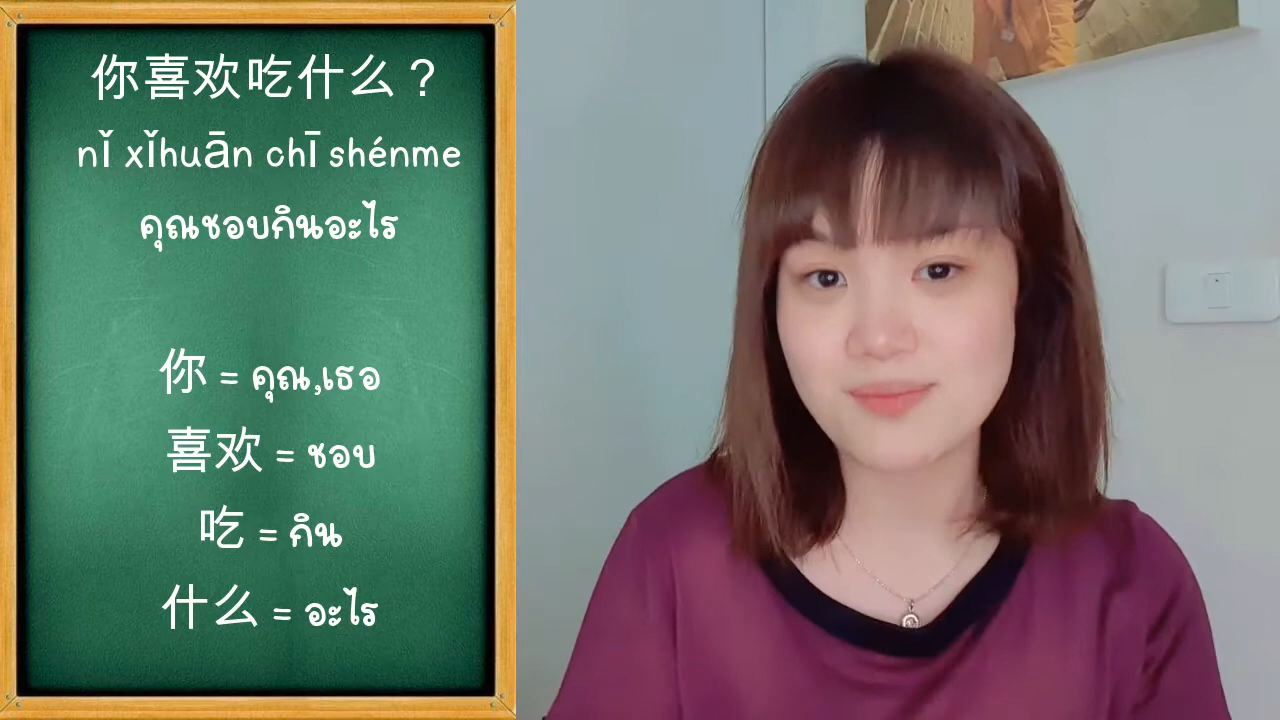 你喜欢吃什么？
nǐ xǐhuān chī shénme
คุณชอบกินอะไร
你 = คุณ,เธอ
喜欢 = ชอบ
吃 = กิน
什么 = อะไร